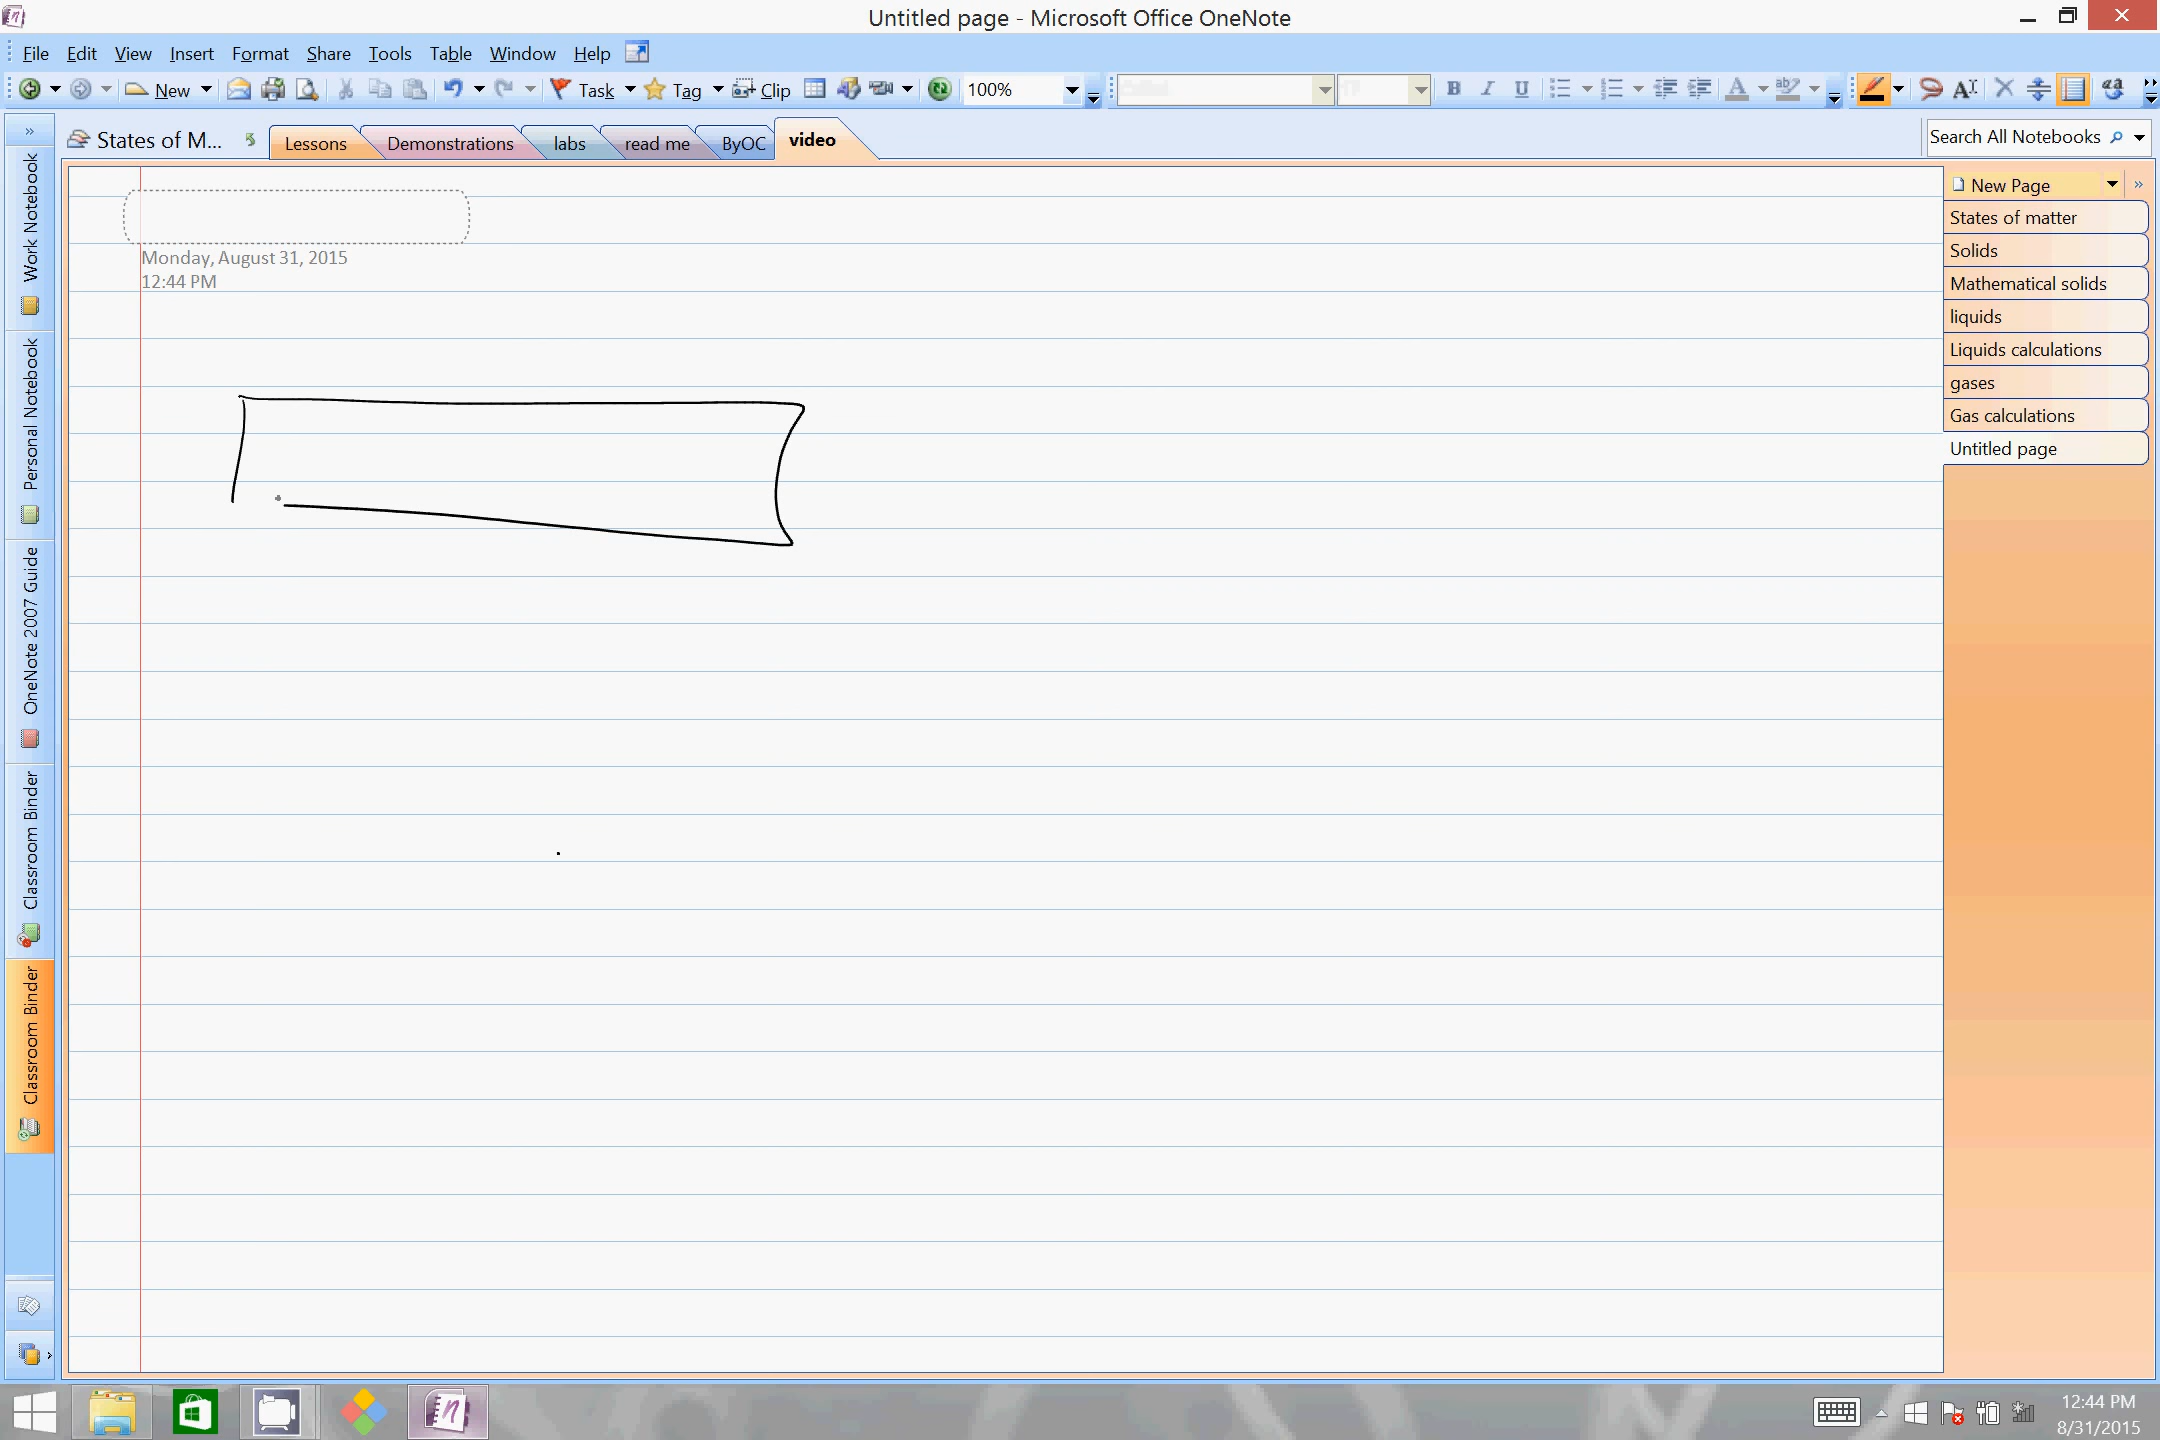 Untitled page - Microsoft Office OneNote
File Edit View Insert Format Share Tools Table Window Help
New Task Tag Clip 100% B I U A ab
States of M... Lessons Demonstrations labs read me ByOC video Search All Notebooks
Work Notebook
Personal Notebook
OneNote 2007 Guide
Classroom Binder
Classroom Binder
Monday, August 31, 2015
12:44 PM
New Page
States of matter
Solids
Mathematical solids
liquids
Liquids calculations
gases
Gas calculations
Untitled page
12:44 PM
8/31/2015